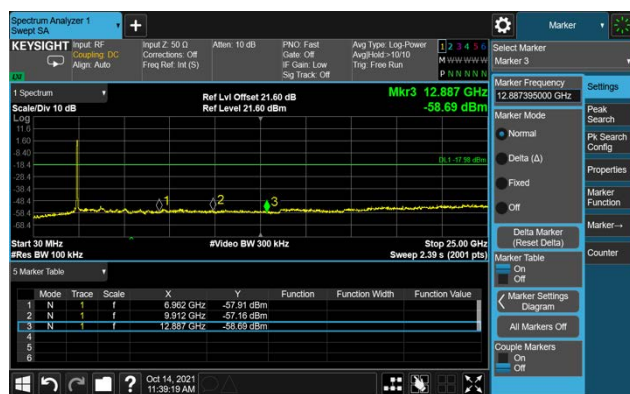 Spectrum Analyzer 1
Swept SA
+
Marker
KEYSIGHT
Input: RF
Coupling: DC
Align: Auto
Input Z: 50 Ω
Corrections: Off
Freq Ref: Int (S)
Atten: 10 dB
PNO: Fast
Gate: Off
IF Gain: Low
Sig Track: Off
Avg Type: Log-Power
Avg|Hold:>10/10
Trig: Free Run
1 2 3 4 5 6
M W W W W W
P N N N N N
Select Marker
Marker 3
LXI
1 Spectrum
Scale/Div 10 dB
Log
Ref Lvl Offset 21.60 dB
Ref Level 21.60 dBm
Mkr3 12.887 GHz
-58.69 dBm
11.6
1.60
-8.40
-18.4
-28.4
-38.4
-48.4
-58.4
-68.4
DL1 -17.98 dBm
1
2
3
Start 30 MHz
#Res BW 100 kHz
#Video BW 300 kHz
Stop 25.00 GHz
Sweep 2.39 s (2001 pts)
5 Marker Table
Mode Trace Scale X Y Function Function Width Function Value
1 N 1 f 6.962 GHz -57.91 dBm
2 N 1 f 9.912 GHz -57.16 dBm
3 N 1 f 12.887 GHz -58.69 dBm
4
5
6
Marker Frequency
12.887395000 GHz
Marker Mode
Normal
Delta (Δ)
Fixed
Off
Delta Marker
(Reset Delta)
Marker Table
On
Off
Marker Settings
Diagram
All Markers Off
Couple Markers
On
Off
Settings
Peak
Search
Pk Search
Config
Properties
Marker
Function
Marker→
Counter
?
Oct 14, 2021
11:39:19 AM